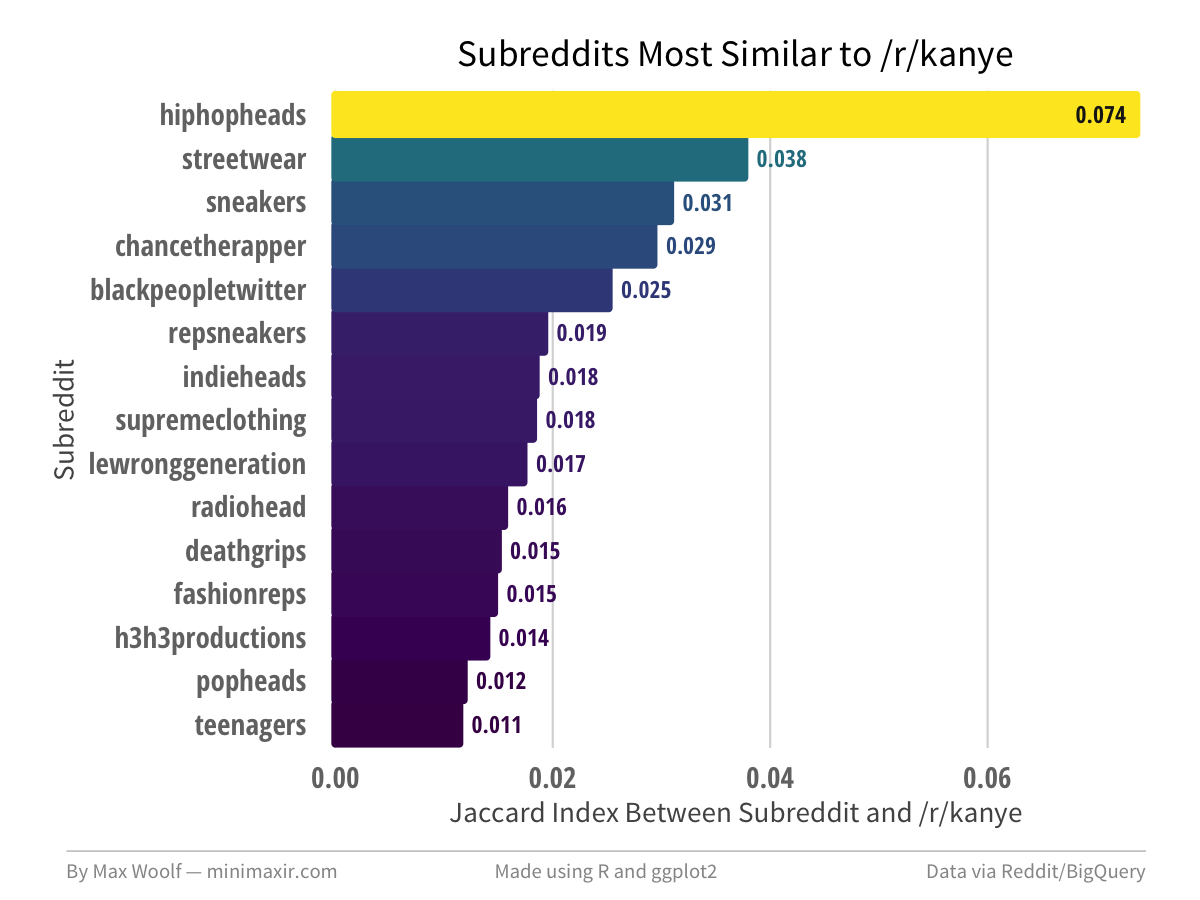 Subreddits Most Similar to /r/kanye
hiphopheads 0.074
streetwear 0.038
sneakers 0.031
chancetherapper 0.029
blackpeopletwitter 0.025
repsneakers 0.019
indieheads 0.018
supremeclothing 0.018
lewronggeneration 0.017
radiohead 0.016
deathgrips 0.015
fashionreps 0.015
h3h3productions 0.014
popheads 0.012
teenagers 0.011
Subreddit
0.00 0.02 0.04 0.06
Jaccard Index Between Subreddit and /r/kanye
By Max Woolf — minimaxir.com Made using R and ggplot2 Data via Reddit/BigQuery